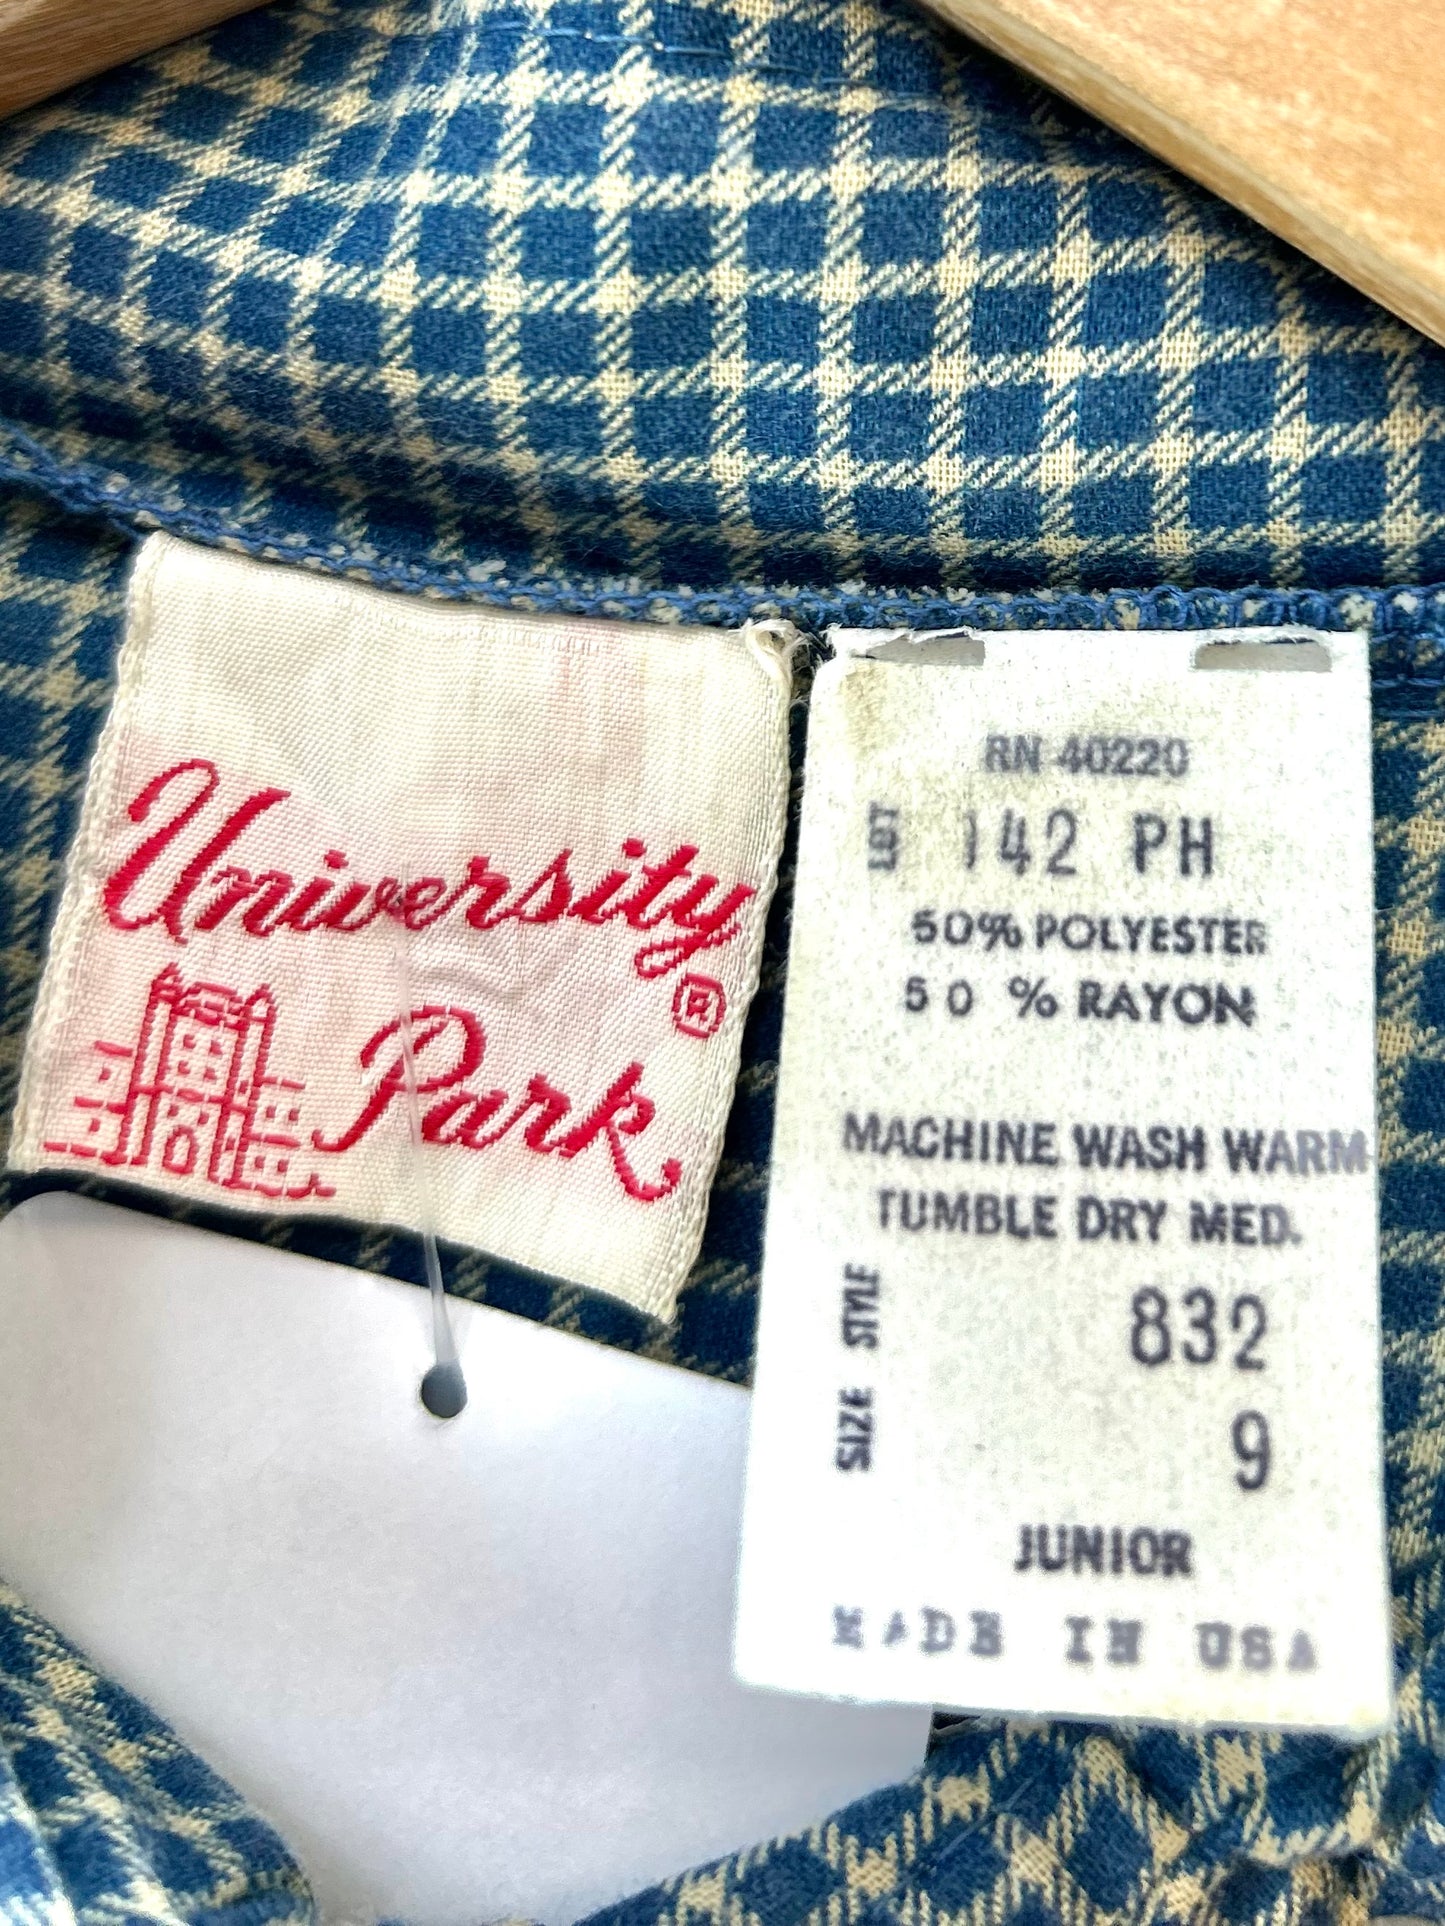 University
Park ®
RN 40220
LOT 142 PH
50% POLYESTER
50 % RAYON
MACHINE WASH WARM
TUMBLE DRY MED.
STYLE 832
SIZE 9
JUNIOR
MADE IN USA